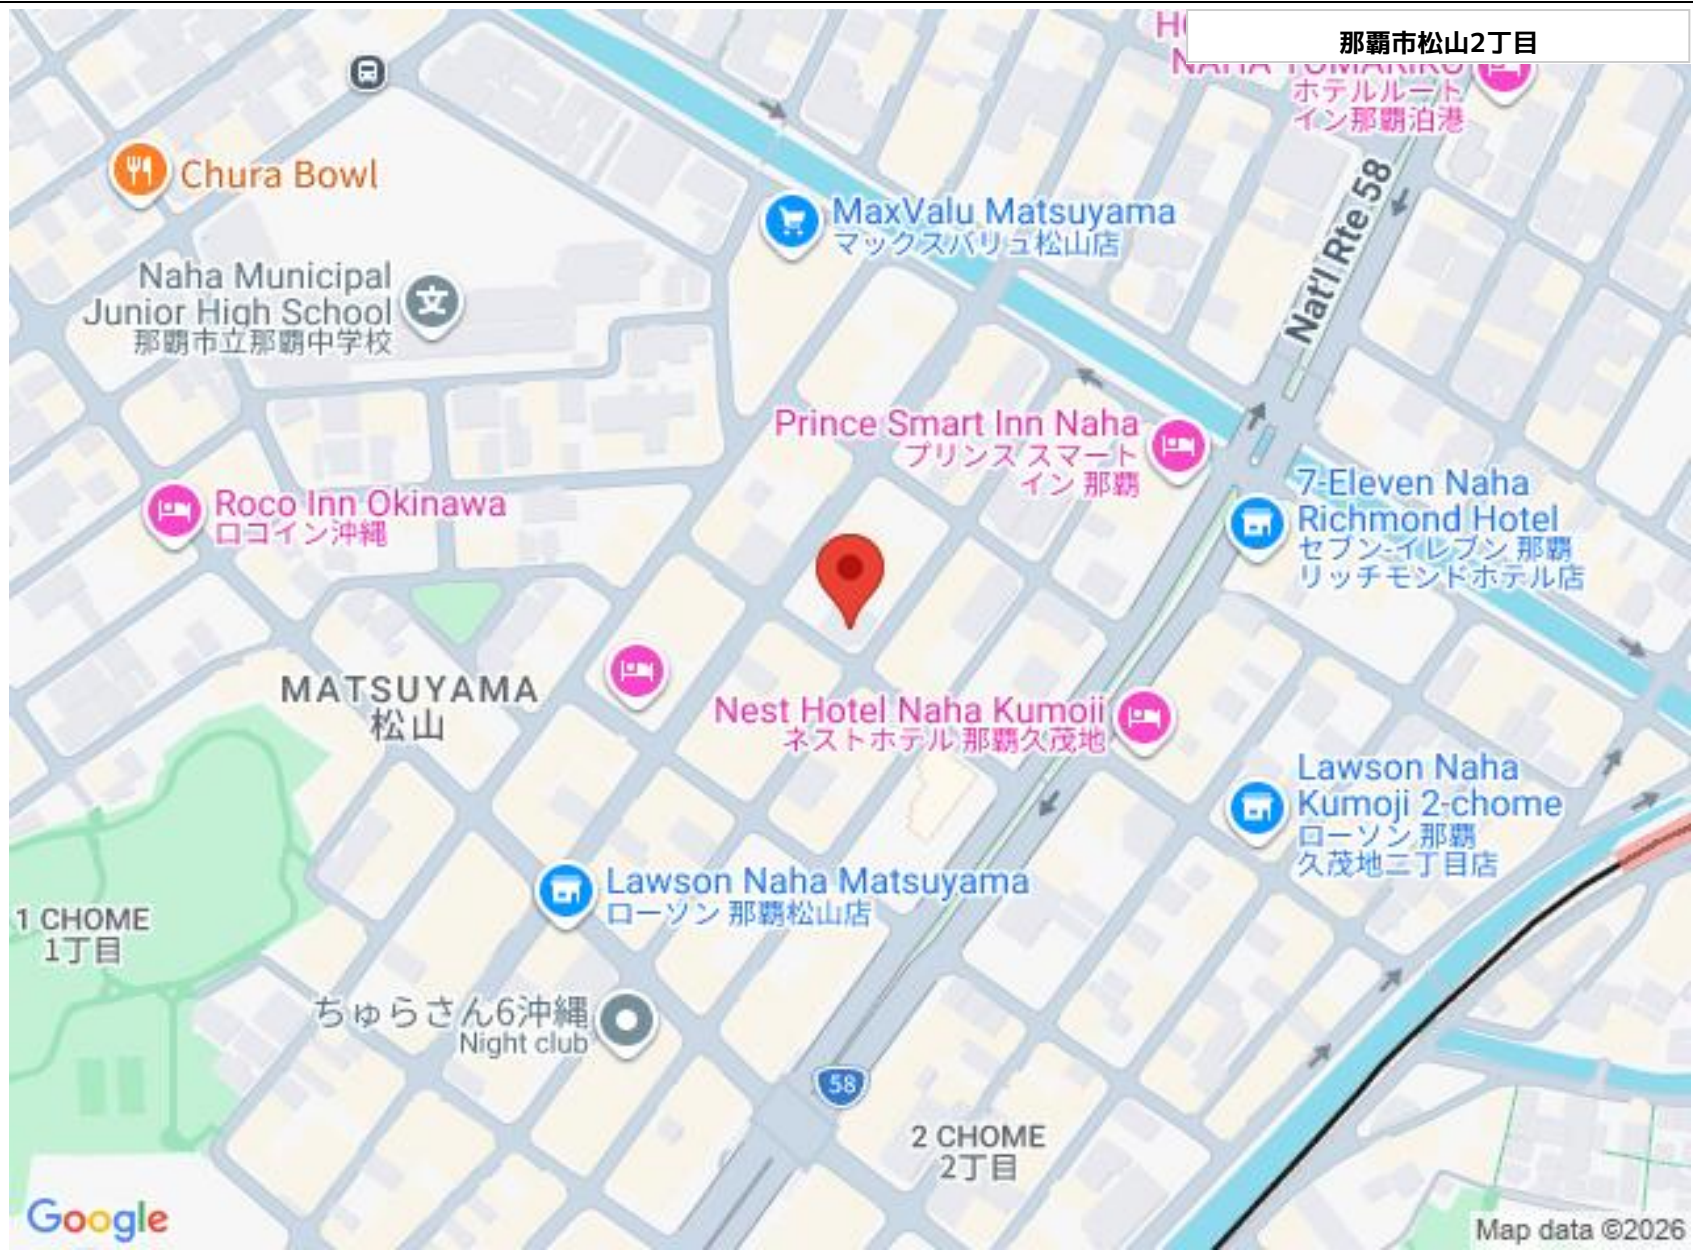 那覇市松山2丁目
ホテルルート
イン那覇泊港
Chura Bowl
Nat'l Rte 58
MaxValu Matsuyama
マックスバリュ松山店
Naha Municipal
Junior High School
那覇市立那覇中学校
Prince Smart Inn Naha
プリンス スマート
イン 那覇
7-Eleven Naha
Richmond Hotel
セブン-イレブン 那覇
リッチモンドホテル店
Roco Inn Okinawa
ロコイン沖縄
MATSUYAMA
松山
Nest Hotel Naha Kumoji
ネストホテル 那覇久茂地
Lawson Naha
Kumoji 2-chome
ローソン 那覇
久茂地二丁目店
Lawson Naha Matsuyama
ローソン 那覇松山店
1 CHOME
1丁目
ちゅらさん6沖縄
Night club
58
2 CHOME
2丁目
Google
Map data ©2026